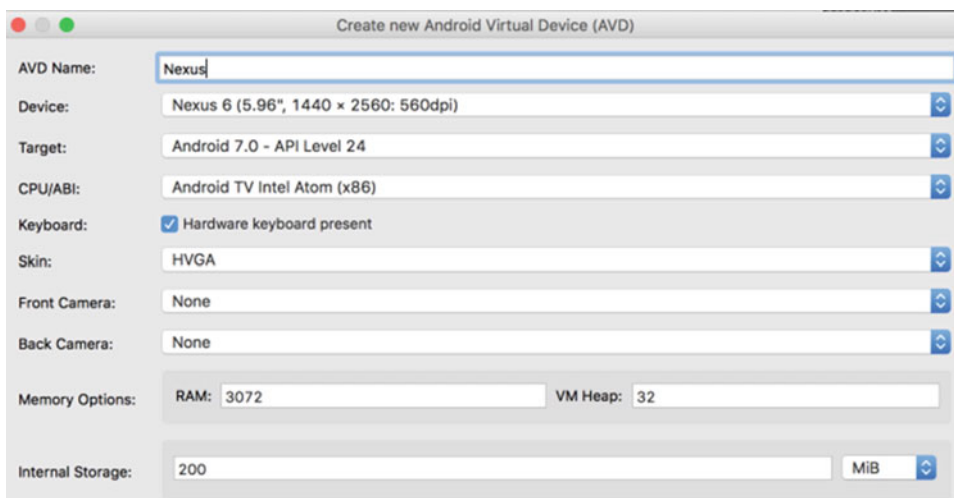 Create new Android Virtual Device (AVD)
AVD Name: Nexus
Device: Nexus 6 (5.96", 1440 × 2560: 560dpi)
Target: Android 7.0 - API Level 24
CPU/ABI: Android TV Intel Atom (x86)
Keyboard: Hardware keyboard present
Skin: HVGA
Front Camera: None
Back Camera: None
Memory Options: RAM: 3072 VM Heap: 32
Internal Storage: 200 MiB